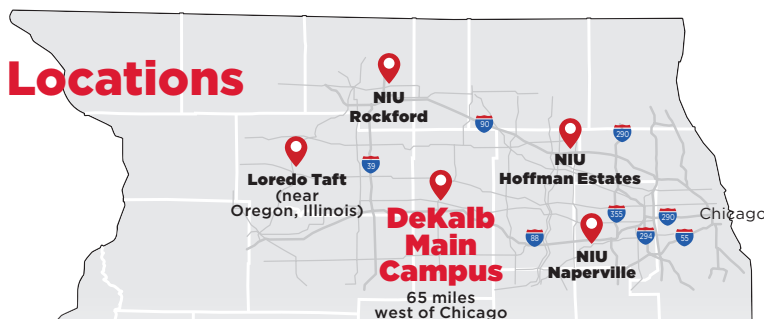 Locations
NIU
Rockford
90
290
NIU
Hoffman Estates
39
Loredo Taft
(near
Oregon, Illinois)
DeKalb
Main
Campus
65 miles
west of Chicago
88
355
290
Chicago
294
55
NIU
Naperville